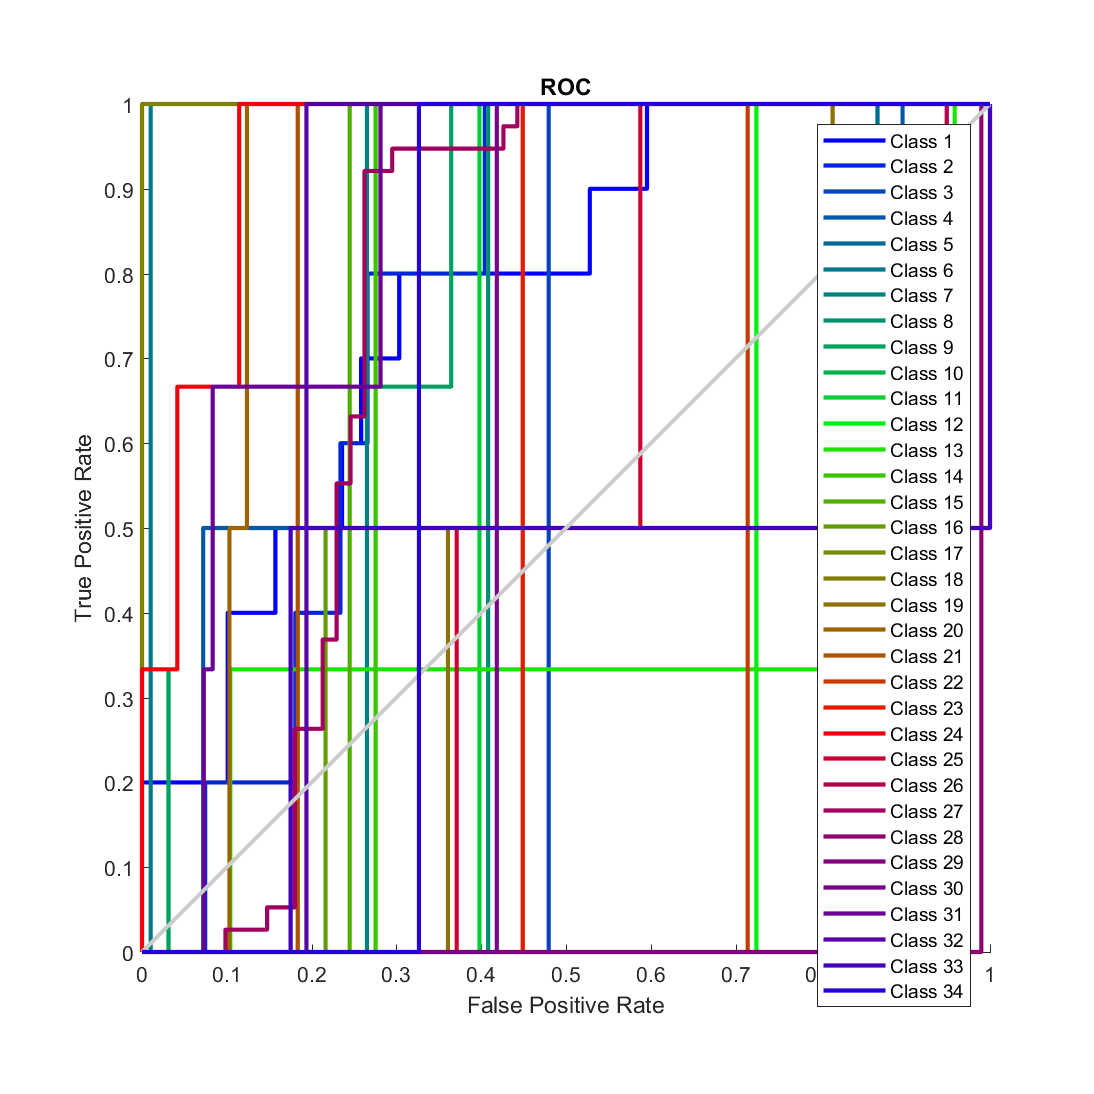 ROC
True Positive Rate
1
0.9
0.8
0.7
0.6
0.5
0.4
0.3
0.2
0.1
0
Class 1
Class 2
Class 3
Class 4
Class 5
Class 6
Class 7
Class 8
Class 9
Class 10
Class 11
Class 12
Class 13
Class 14
Class 15
Class 16
Class 17
Class 18
Class 19
Class 20
Class 21
Class 22
Class 23
Class 24
Class 25
Class 26
Class 27
Class 28
Class 29
Class 30
Class 31
Class 32
Class 33
Class 34
0 0.1 0.2 0.3 0.4 0.5 0.6 0.7 1
False Positive Rate